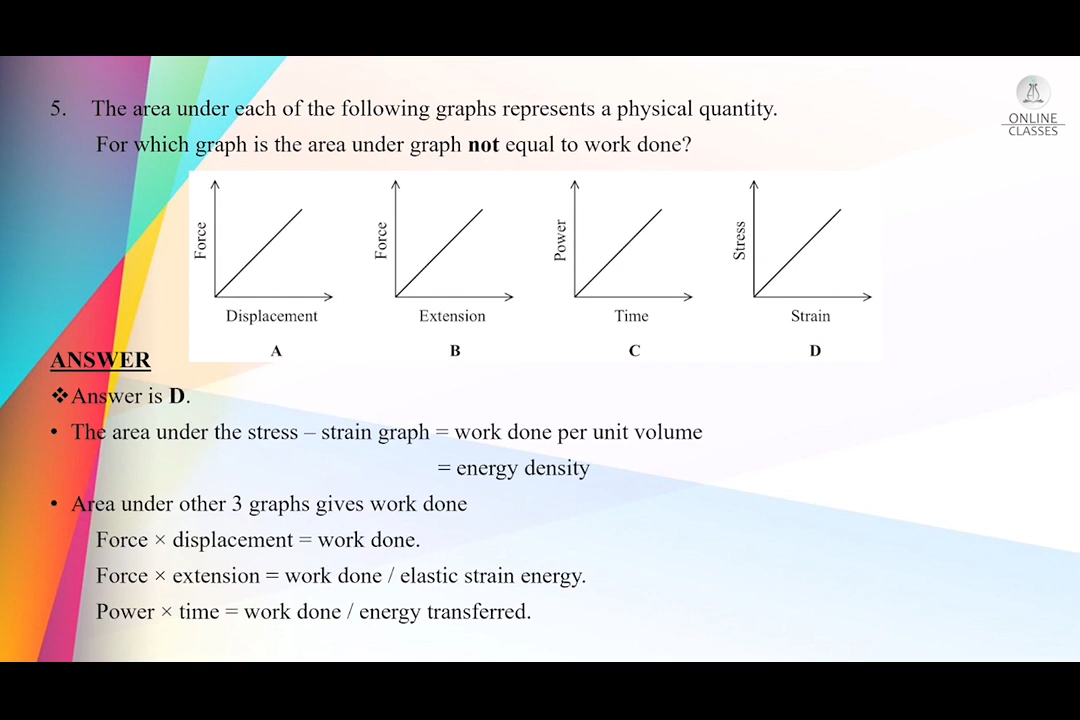 5. The area under each of the following graphs represents a physical quantity.
For which graph is the area under graph not equal to work done?
ONLINE
CLASSES
Force
Force
Power
Stress
Displacement
Extension
Time
Strain
A
B
C
D
ANSWER
❖Answer is D.
• The area under the stress – strain graph = work done per unit volume
= energy density
• Area under other 3 graphs gives work done
Force × displacement = work done.
Force × extension = work done / elastic strain energy.
Power × time = work done / energy transferred.